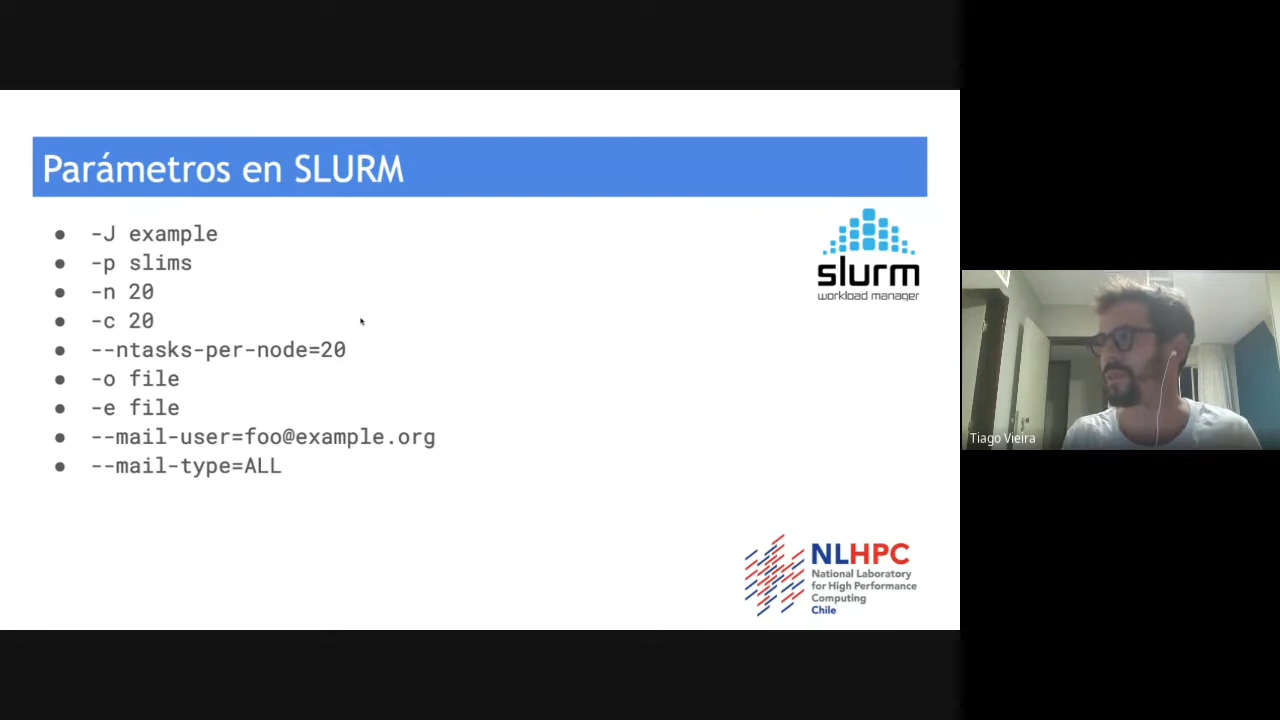 Parámetros en SLURM
● -J example
● -p slims
● -n 20
● -c 20
● --ntasks-per-node=20
● -o file
● -e file
● --mail-user=foo@example.org
● --mail-type=ALL
slurm
workload manager
NLHPC
National Laboratory
for High Performance
Computing
Chile
Tiago Vieira